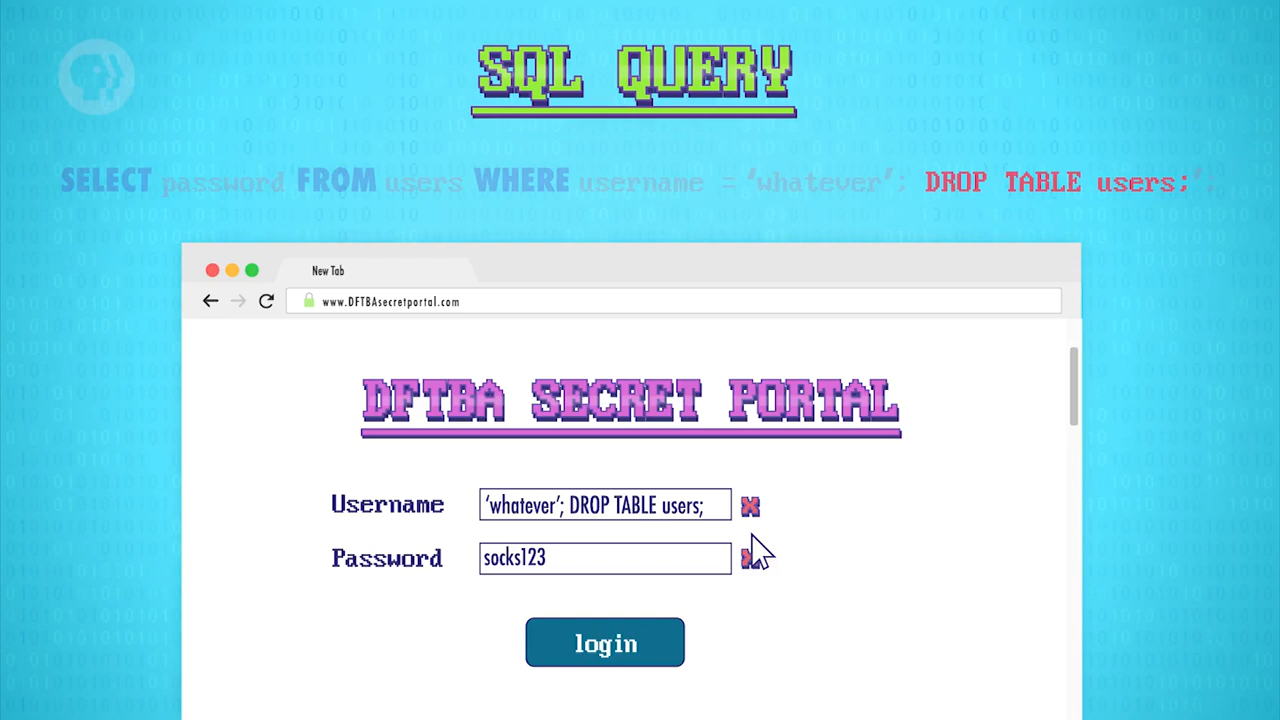 SQL QUERY
SELECT password FROM users WHERE username = ‘whatever’; DROP TABLE users;’;
New Tab
www.DFTBAsecretportal.com
DFTBA SECRET PORTAL
Username ‘whatever’; DROP TABLE users;
Password socks123
login